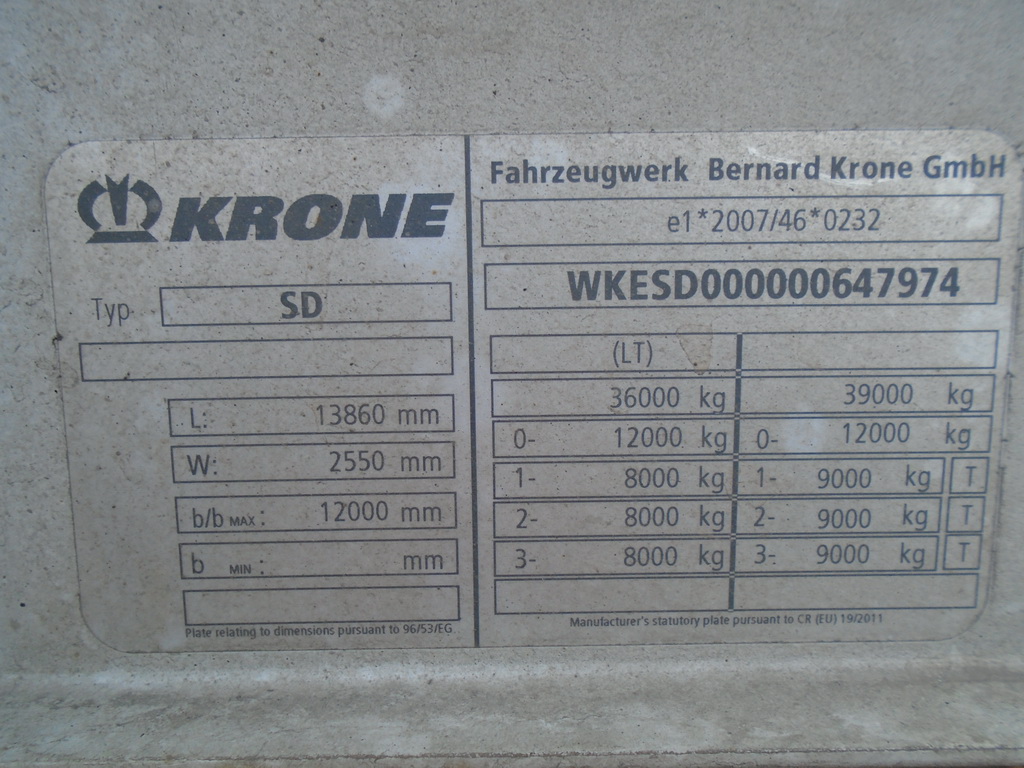 KRONE
Typ SD
L: 13860 mm
W: 2550 mm
b/b MAX: 12000 mm
b MIN: mm
Plate relating to dimensions pursuant to 96/53/EG
Fahrzeugwerk Bernard Krone GmbH
e1*2007/46*0232
WKESD000000647974
(LT)
36000 kg 39000 kg
0- 12000 kg 0- 12000 kg
1- 8000 kg 1- 9000 kg T
2- 8000 kg 2- 9000 kg T
3- 8000 kg 3- 9000 kg T
Manufacturer's statutory plate pursuant to CR (EU) 19/2011